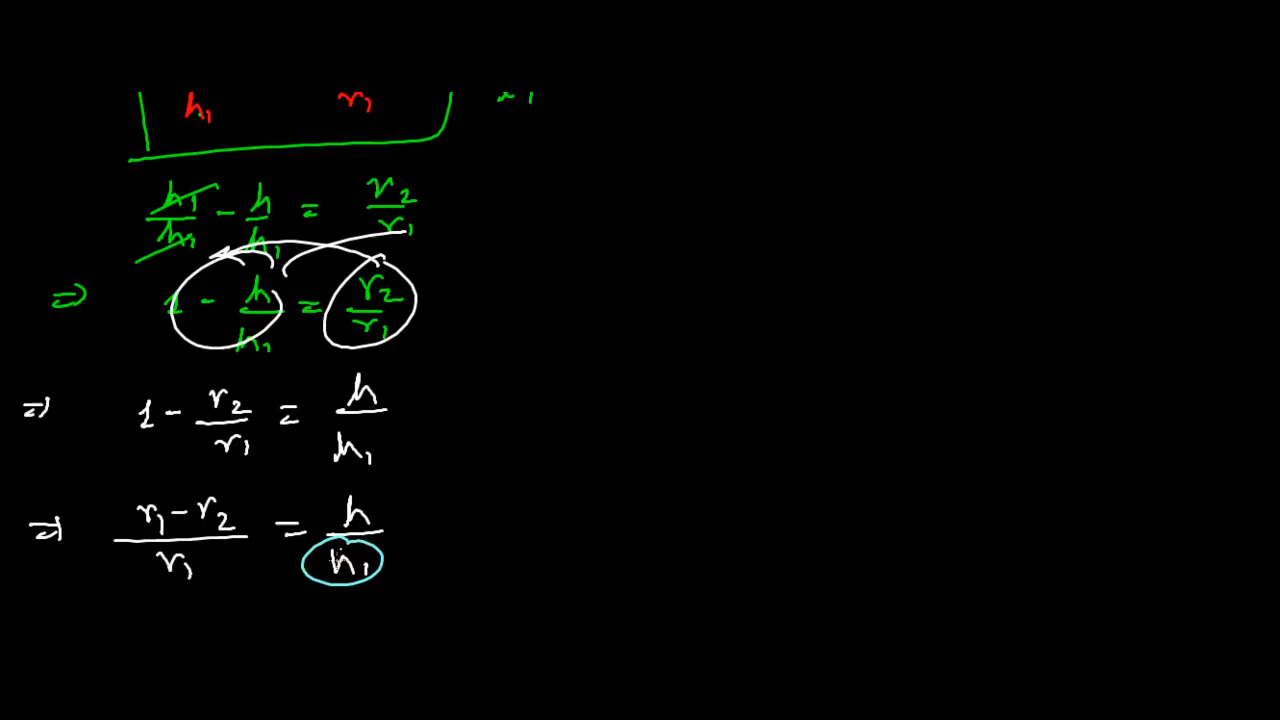 h₁ r₁
h₁/h₁ - h/h₁ = r₂/r₁
⇒ 1 - h/h₁ = r₂/r₁
⇒ 1 - r₂/r₁ = h/h₁
⇒ (r₁ - r₂)/r₁ = h/h₁